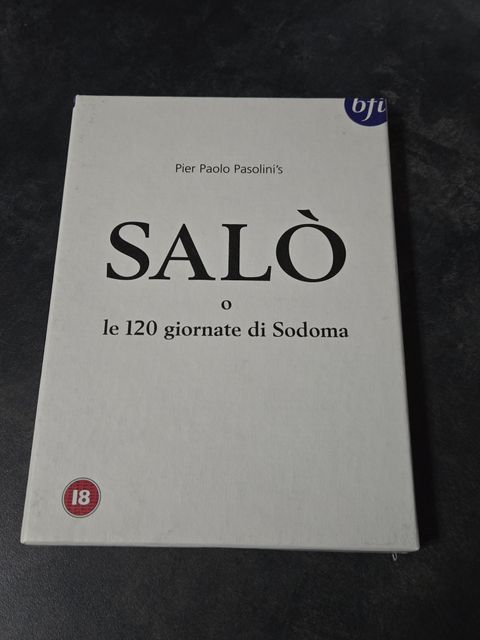 bfi
Pier Paolo Pasolini's
SALÒ
o
le 120 giornate di Sodoma
18